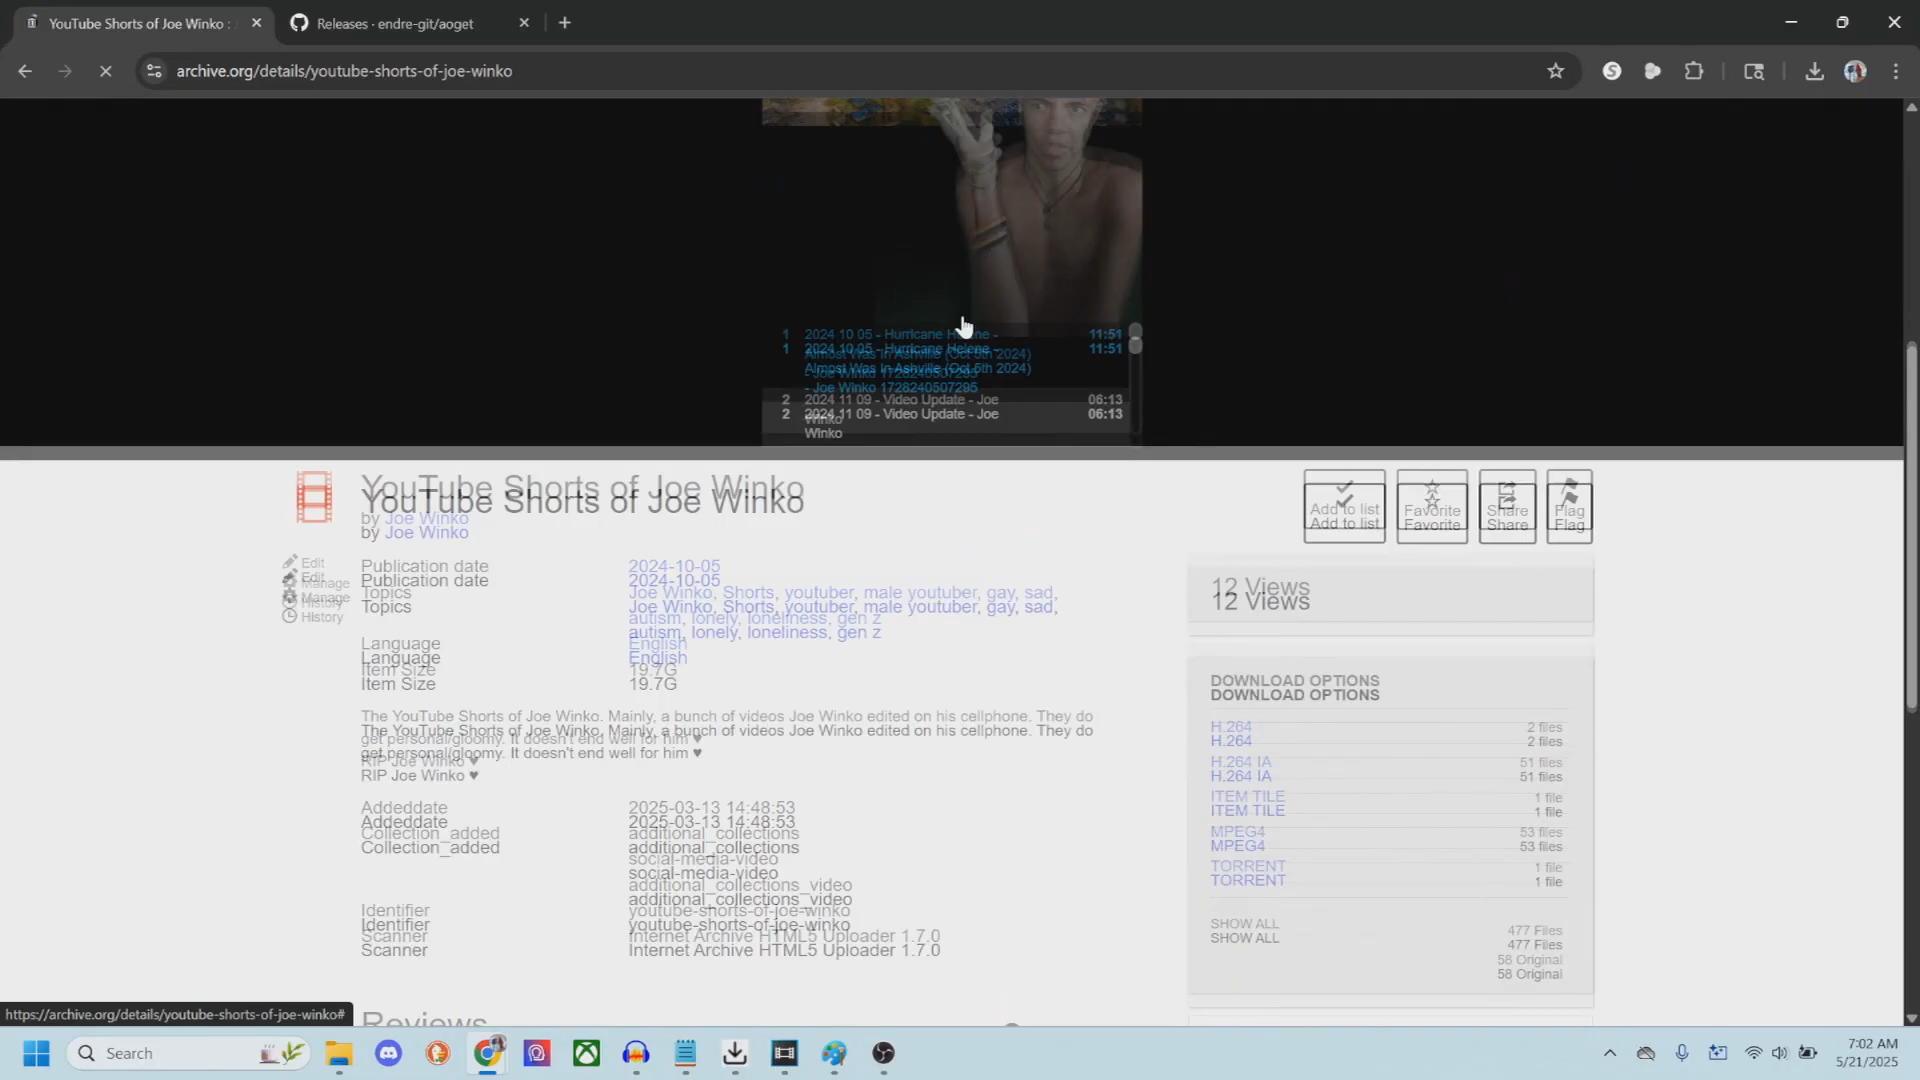 YouTube Shorts of Joe Winko :
Releases · endre-git/aoget
archive.org/details/youtube-shorts-of-joe-winko
1 2024 10 05 - Hurricane Helene - 11:51
Almost Was In Ashville (Oct 5th 2024)
- Joe Winko 1728240507295
2 2024 11 09 - Video Update - Joe 06:13
Winko
YouTube Shorts of Joe Winko
by Joe Winko
Add to list
Favorite
Share
Flag
Edit
Manage
History
Publication date 2024-10-05
Topics Joe Winko, Shorts, youtuber, male youtuber, gay, sad,
autism, lonely, loneliness, gen z
Language English
Item Size 19.7G
The YouTube Shorts of Joe Winko. Mainly, a bunch of videos Joe Winko edited on his cellphone. They do
get personal/gloomy. It doesn't end well for him ♥
RIP Joe Winko ♥
Addeddate 2025-03-13 14:48:53
Collection_added additional_collections
social-media-video
additional_collections_video
Identifier youtube-shorts-of-joe-winko
Scanner Internet Archive HTML5 Uploader 1.7.0
12 Views
DOWNLOAD OPTIONS
H.264 2 files
H.264 IA 51 files
ITEM TILE 1 file
MPEG4 53 files
TORRENT 1 file
SHOW ALL 477 Files
58 Original
Reviews
https://archive.org/details/youtube-shorts-of-joe-winko#
Search
7:02 AM
5/21/2025